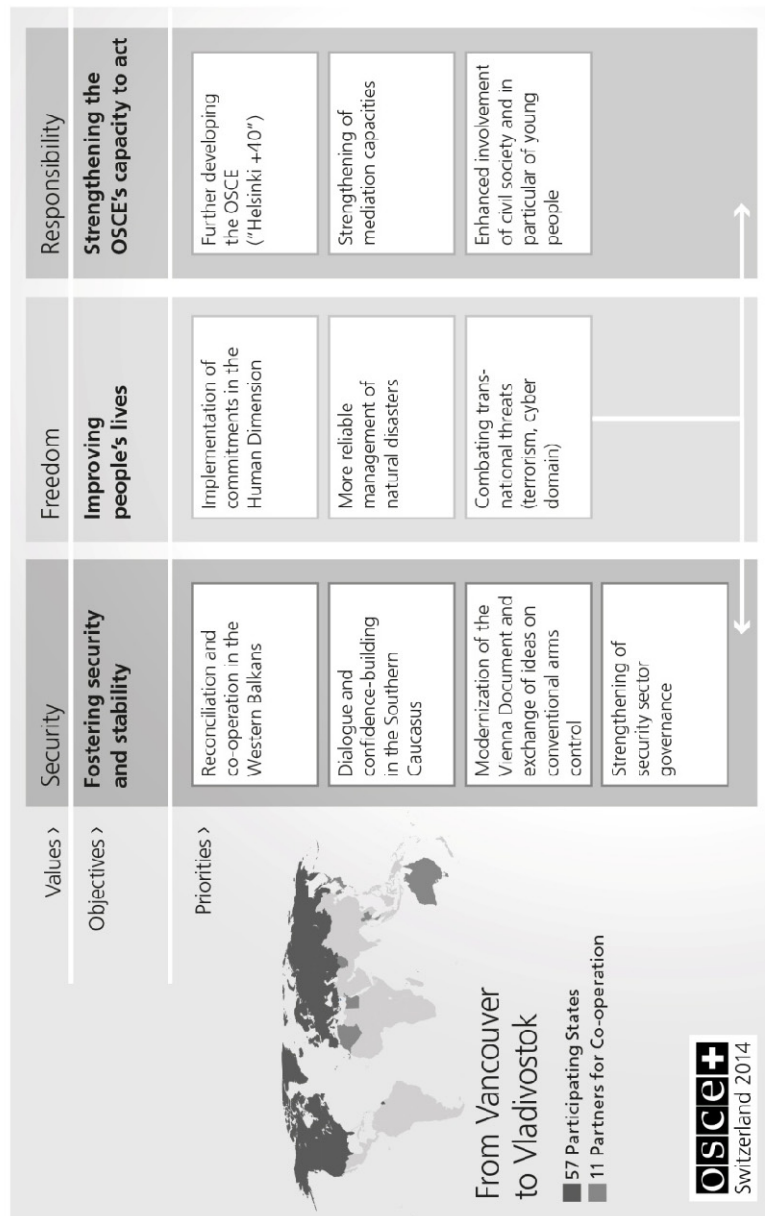 Values >
Security
Freedom
Responsibility
Objectives >
Fostering security
and stability
Improving
people's lives
Strengthening the
OSCE's capacity to act
Priorities >
Reconciliation and
co-operation in the
Western Balkans
Dialogue and
confidence-building
in the Southern
Caucasus
Modernization of the
Vienna Document and
exchange of ideas on
conventional arms
control
Strengthening of
security sector
governance
Implementation of
commitments in the
Human Dimension
More reliable
management of
natural disasters
Combating trans-
national threats
(terrorism, cyber
domain)
Further developing
the OSCE
("Helsinki +40")
Strengthening of
mediation capacities
Enhanced involvement
of civil society and in
particular of young
people
From Vancouver
to Vladivostok
57 Participating States
11 Partners for Co-operation
osce+
Switzerland 2014